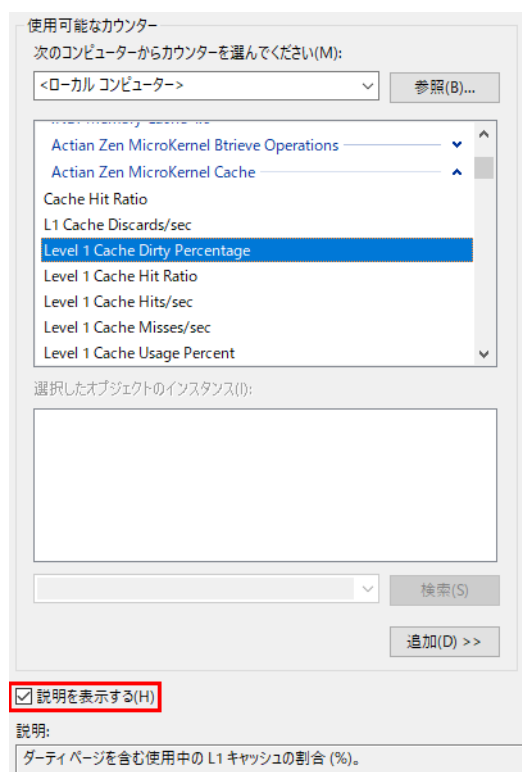 使用可能なカウンター
次のコンピューターからカウンターを選んでください(M):
<ローカル コンピューター>
参照(B)...
Actian Zen MicroKernel Btrieve Operations
Actian Zen MicroKernel Cache
Cache Hit Ratio
L1 Cache Discards/sec
Level 1 Cache Dirty Percentage
Level 1 Cache Hit Ratio
Level 1 Cache Hits/sec
Level 1 Cache Misses/sec
Level 1 Cache Usage Percent
選択したオブジェクトのインスタンス(I):
検索(S)
追加(D) >>
説明を表示する(H)
説明:
ダーティ ページを含む使用中の L1 キャッシュの割合 (%)。